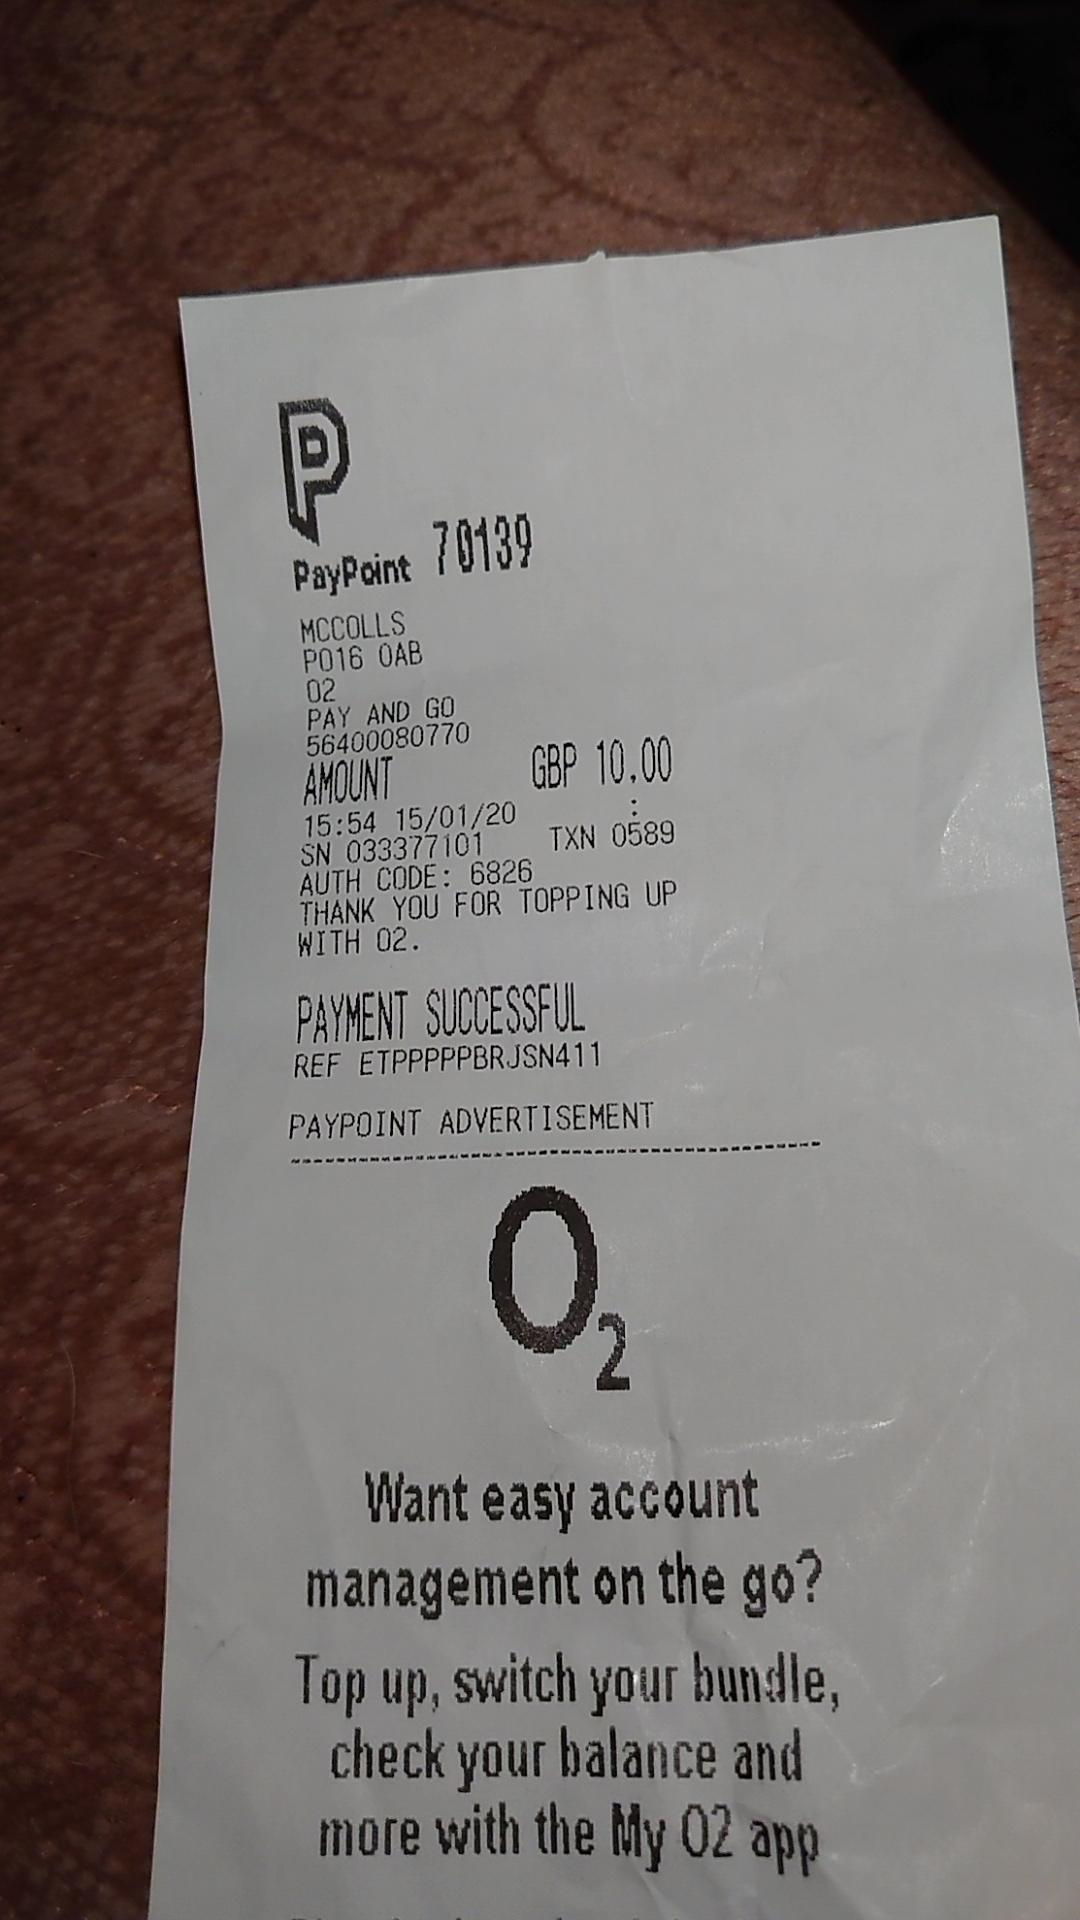 P
PayPoint 70139
MCCOLLS
PO16 0AB
O2
PAY AND GO
56400080770
AMOUNT GBP 10.00
15:54 15/01/20 :
SN 033377101 TXN 0589
AUTH CODE: 6826
THANK YOU FOR TOPPING UP
WITH O2.
PAYMENT SUCCESSFUL
REF ETPPPPPBRJSN411
PAYPOINT ADVERTISEMENT
O2
Want easy account
management on the go?
Top up, switch your bundle,
check your balance and
more with the My O2 app